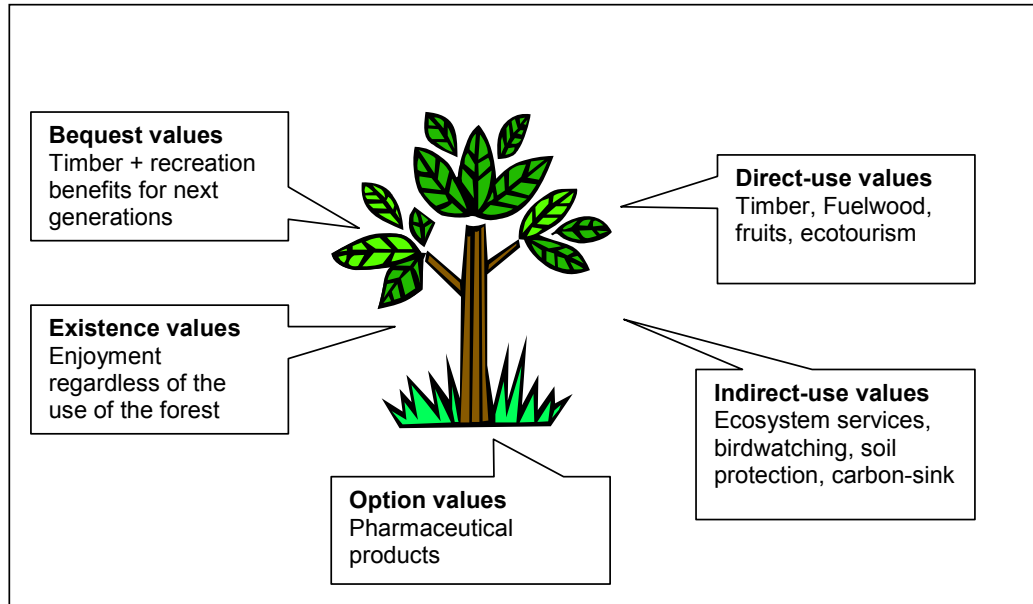 Bequest values
Timber + recreation
benefits for next
generations
Direct-use values
Timber, Fuelwood,
fruits, ecotourism
Existence values
Enjoyment
regardless of the
use of the forest
Indirect-use values
Ecosystem services,
birdwatching, soil
protection, carbon-sink
Option values
Pharmaceutical
products